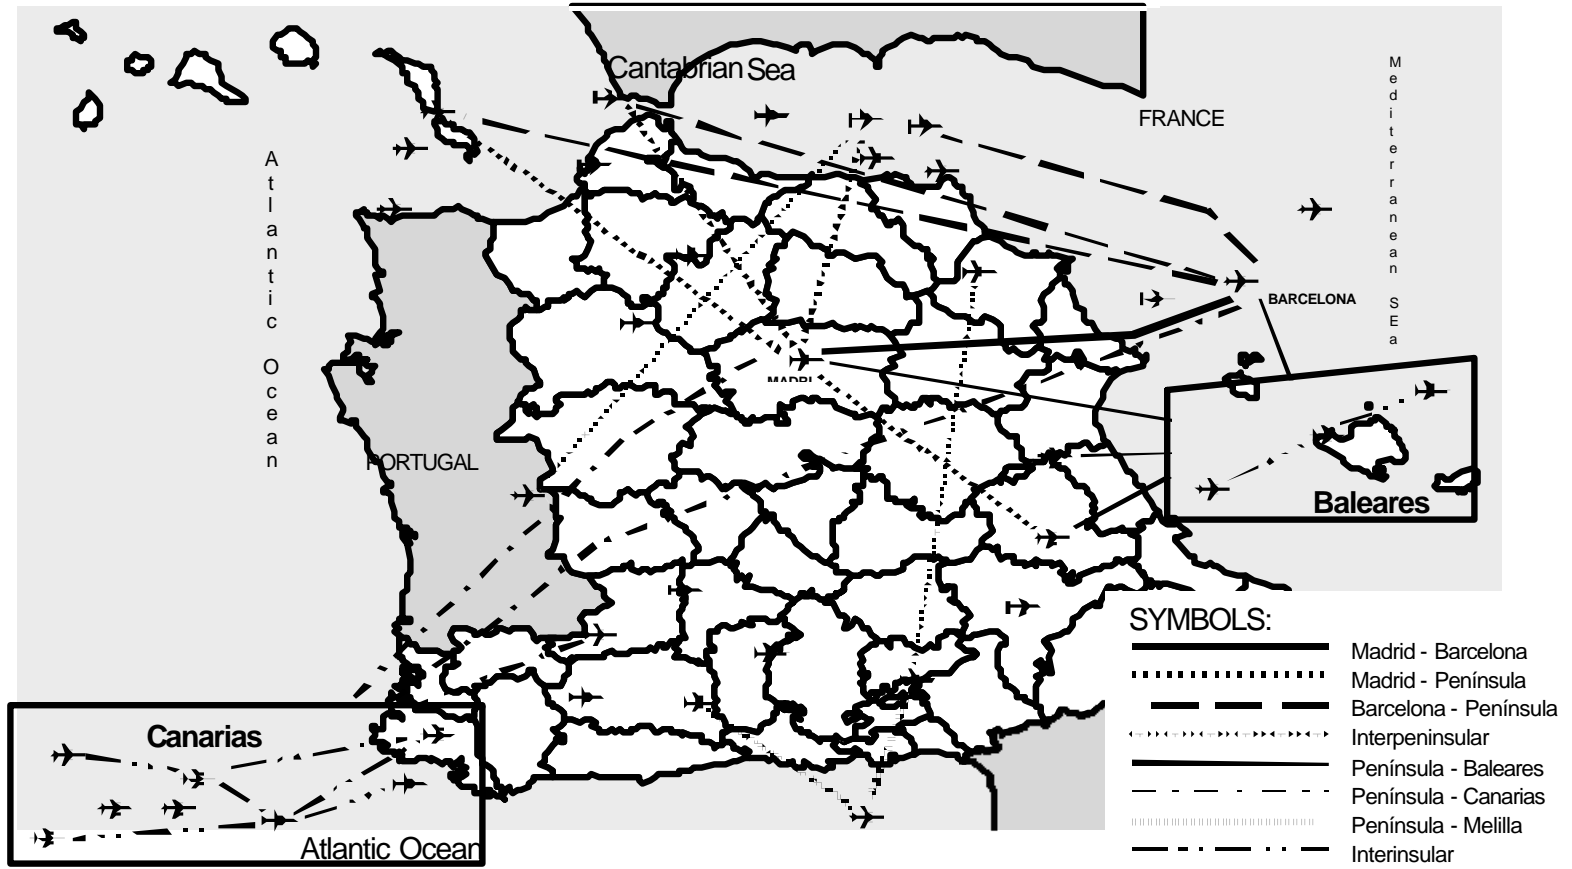 Cantabrian Sea
FRANCE
Mediterranean SEa
Atlantic Ocean
BARCELONA
MADRI
PORTUGAL
Baleares
Canarias
Atlantic Ocean
SYMBOLS:
Madrid - Barcelona
Madrid - Península
Barcelona - Península
Interpeninsular
Península - Baleares
Península - Canarias
Península - Melilla
Interinsular